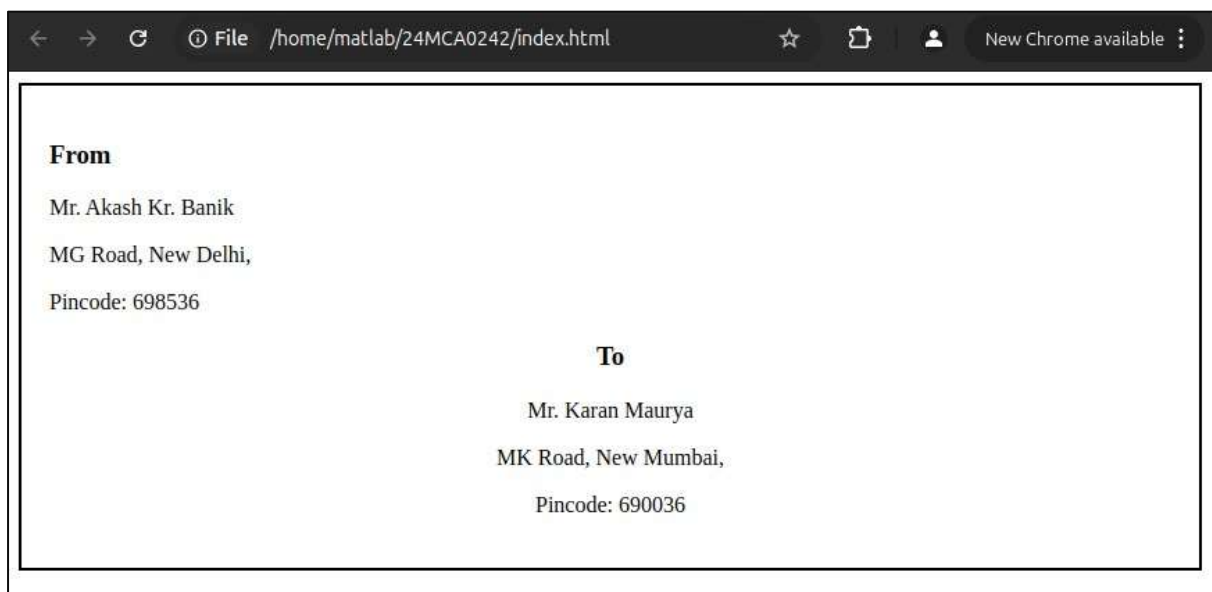 File /home/matlab/24MCA0242/index.html New Chrome available
From
Mr. Akash Kr. Banik
MG Road, New Delhi,
Pincode: 698536
To
Mr. Karan Maurya
MK Road, New Mumbai,
Pincode: 690036